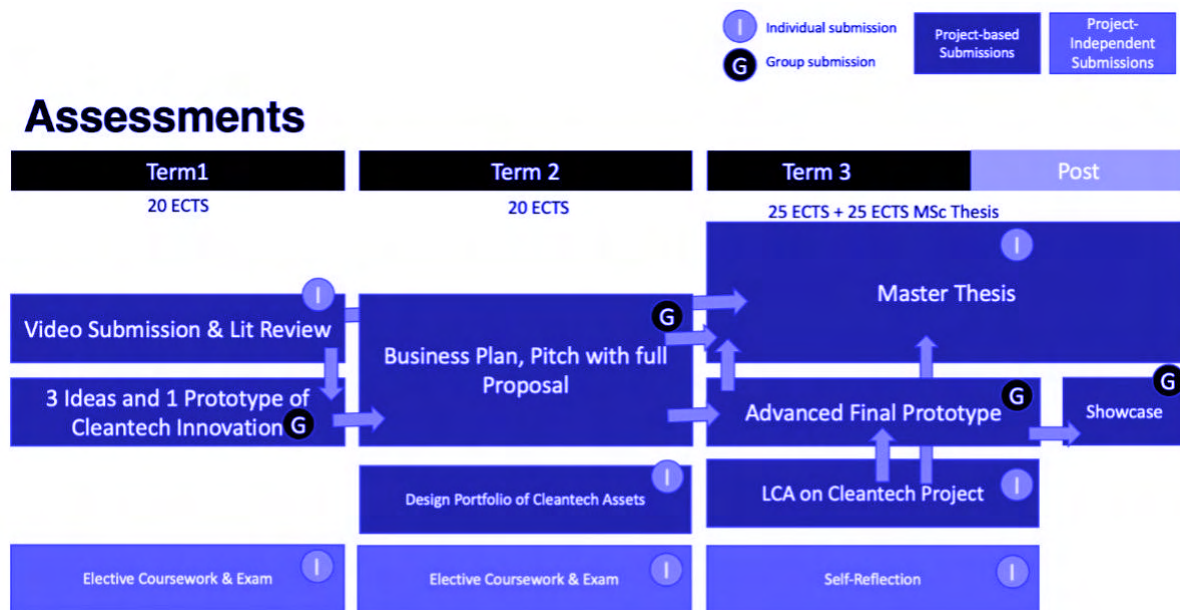 I Individual submission
G Group submission
Project-based
Submissions
Project-
Independent
Submissions
Assessments
Term1
Term 2
Term 3
Post
20 ECTS
20 ECTS
25 ECTS + 25 ECTS MSc Thesis
I
Master Thesis
I
Video Submission & Lit Review
G
Business Plan, Pitch with full
Proposal
3 Ideas and 1 Prototype of
Cleantech Innovation
G
G
Advanced Final Prototype
G
Showcase
I
Design Portfolio of Cleantech Assets
I
LCA on Cleantech Project
Elective Coursework & Exam
I
Elective Coursework & Exam
I
Self-Reflection
I